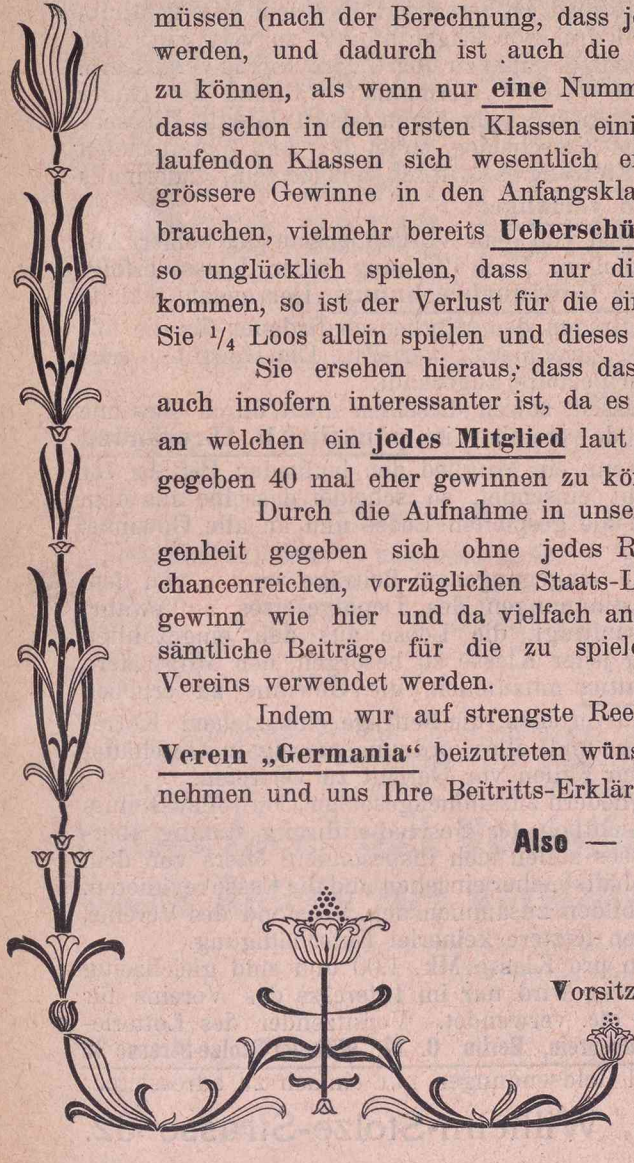 müssen (nach der Berechnung, dass
werden, und dadurch ist auch die
zu können, als wenn nur eine Numm
dass schon in den ersten Klassen eini
laufendon Klassen sich wesentlich e
grössere Gewinne in den Anfangskla
brauchen, vielmehr bereits Ueberschü
so unglücklich spielen, dass nur di
kommen, so ist der Verlust für die ei
Sie ¼ Loos allein spielen und dieses
Sie ersehen hieraus, dass das
auch insofern interessanter ist, da es
an welchen ein jedes Mitglied laut
gegeben 40 mal eher gewinnen zu kö
Durch die Aufnahme in unse
genheit gegeben sich ohne jedes R
chancenreichen, vorzüglichen Staats-L
gewinn wie hier und da vielfach an
sämtliche Beiträge für die zu spiel
Vereins verwendet werden.
Indem wir auf strengste Ree
Verein „Germania“ beizutreten wüns
nehmen und uns Ihre Beitritts-Erklär
Also —
Vorsitz